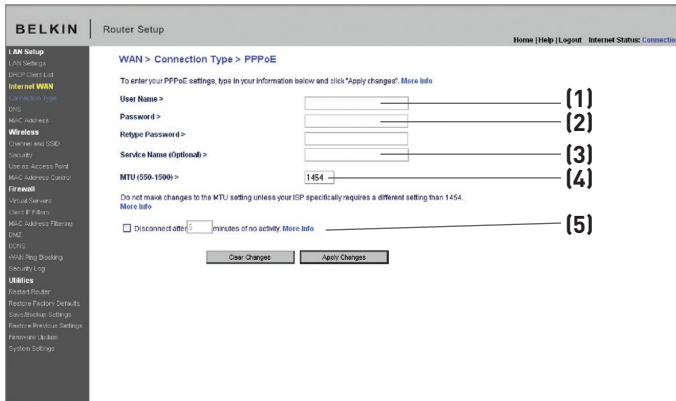 BELKIN
Router Setup
Home | Help | Logout Internet Status: Connectio
LAN Setup
LAN Settings
DHCP Client List
Internet WAN
Connection Type
DNS
MAC Address
Wireless
Channel and SSID
Security
Use as Access Point
MAC Address Control
Firewall
Virtual Servers
Client IP Filters
MAC Address Filtering
DMZ
DDNS
WAN Ping Blocking
Security Log
Utilities
Restart Router
Restore Factory Defaults
Save/Backup Settings
Restore Previous Settings
Firmware Update
System Settings
WAN > Connection Type > PPPoE
To enter your PPPoE settings, type in your information below and click "Apply changes". More Info
User Name >
(1)
Password >
(2)
Retype Password >
Service Name (Optional) >
(3)
MTU (550-1500) > 1454
(4)
Do not make changes to the MTU setting unless your ISP specifically requires a different setting than 1454.
More Info
Disconnect after 5 minutes of no activity. More Info
(5)
Clear Changes Apply Changes